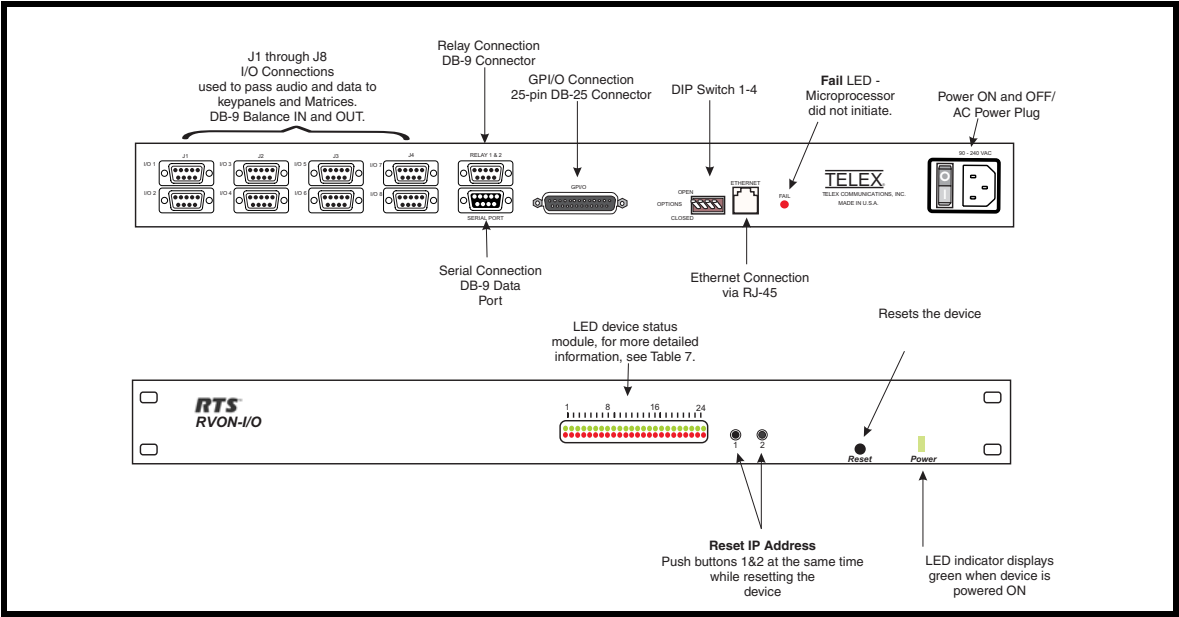 J1 through J8
I/O Connections
used to pass audio and data to
keypanels and Matrices.
DB-9 Balance IN and OUT.
Relay Connection
DB-9 Connector
GPI/O Connection
25-pin DB-25 Connector
DIP Switch 1-4
Fail LED -
Microprocessor
did not initiate.
Power ON and OFF/
AC Power Plug
J1
J2
J3
J4
I/O 1
I/O 3
I/O 5
I/O 7
I/O 2
I/O 4
I/O 6
I/O 8
RELAY 1 & 2
SERIAL PORT
GPI/O
OPEN
OPTIONS
CLOSED
ETHERNET
FAIL
TELEX®
TELEX COMMUNICATIONS, INC.
MADE IN U.S.A.
90 - 240 VAC
Serial Connection
DB-9 Data
Port
Ethernet Connection
via RJ-45
LED device status
module, for more detailed
information, see Table 7.
Resets the device
RTS
RVON-I/O
1 8 16 24
1 2
Reset
Power
Reset IP Address
Push buttons 1&2 at the same time
while resetting the
device
LED indicator displays
green when device is
powered ON